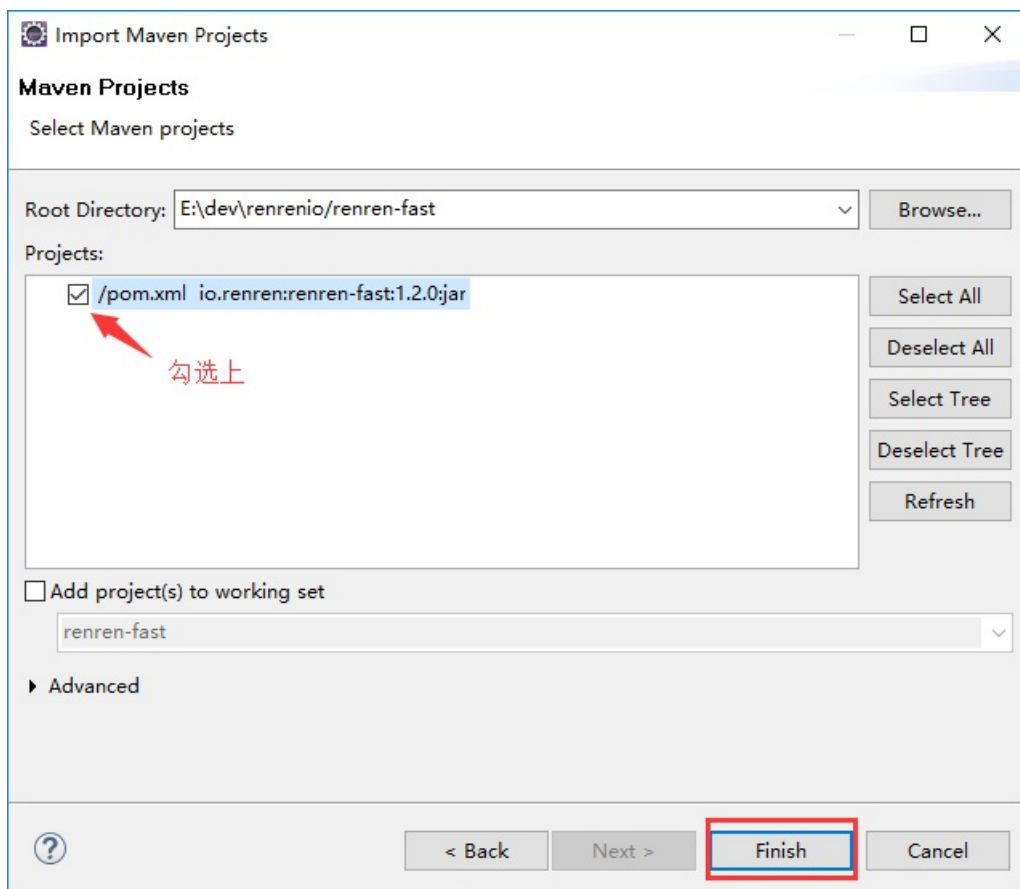 Import Maven Projects
Maven Projects
Select Maven projects
Root Directory: E:\dev\renrenio/renren-fast Browse...
Projects:
/pom.xml io.renren:renren-fast:1.2.0:jar
Select All
勾选上
Deselect All
Select Tree
Deselect Tree
Refresh
Add project(s) to working set
renren-fast
Advanced
? < Back Next > Finish Cancel